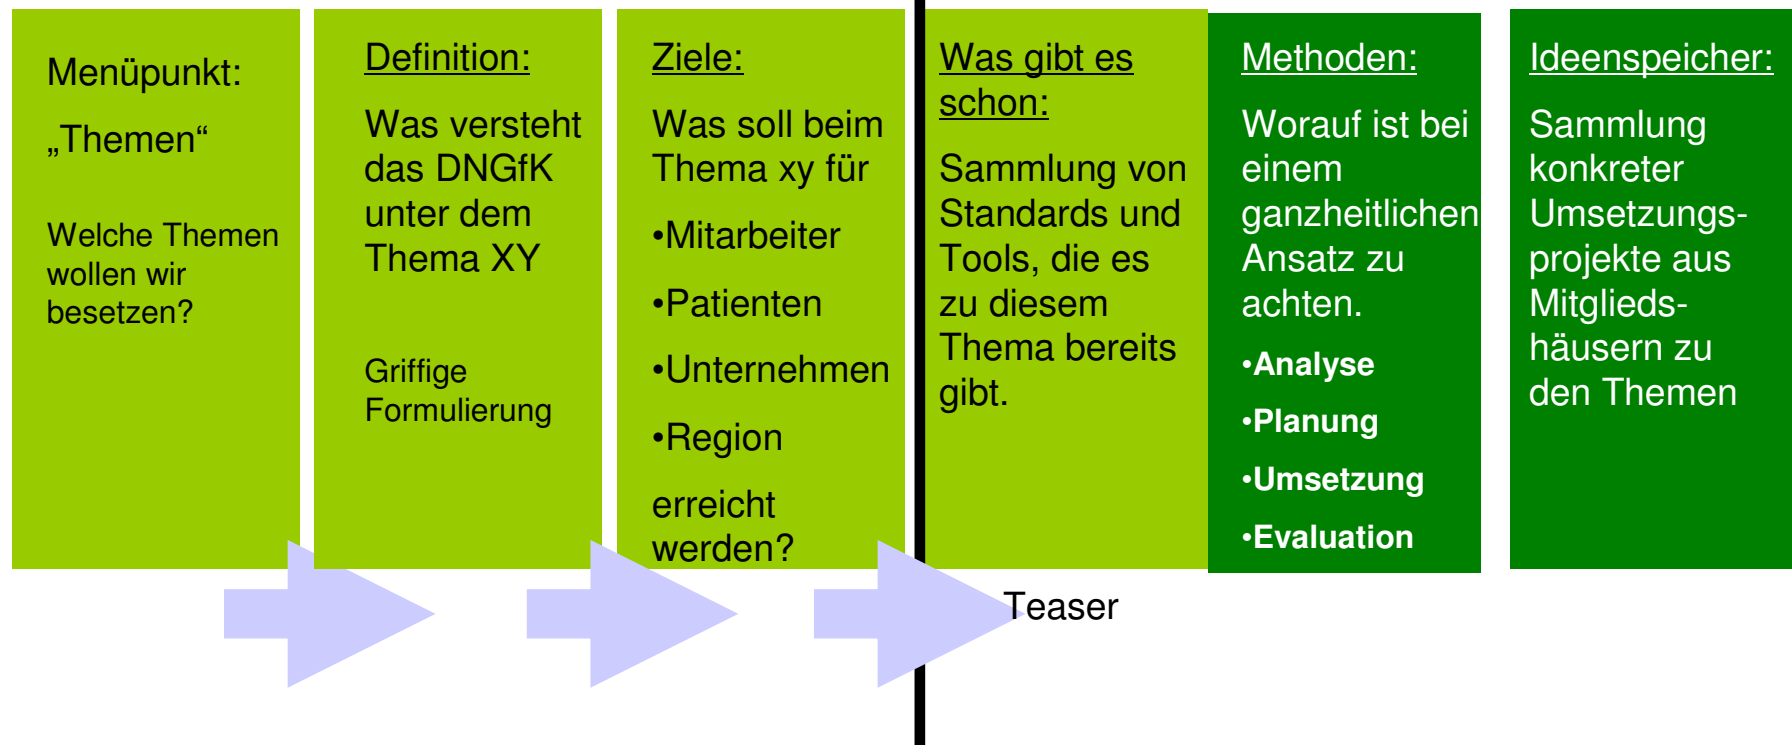 Menüpunkt:
„Themen“
Welche Themen
wollen wir
besetzen?
Definition:
Was versteht
das DNGfK
unter dem
Thema XY
Griffige
Formulierung
Ziele:
Was soll beim
Thema xy für
•Mitarbeiter
•Patienten
•Unternehmen
•Region
erreicht
werden?
Was gibt es
schon:
Sammlung von
Standards und
Tools, die es
zu diesem
Thema bereits
gibt.
Methoden:
Worauf ist bei
einem
ganzheitlichen
Ansatz zu
achten.
•Analyse
•Planung
•Umsetzung
•Evaluation
Ideenspeicher:
Sammlung
konkreter
Umsetzungs-
projekte aus
Mitglieds-
häusern zu
den Themen
Teaser